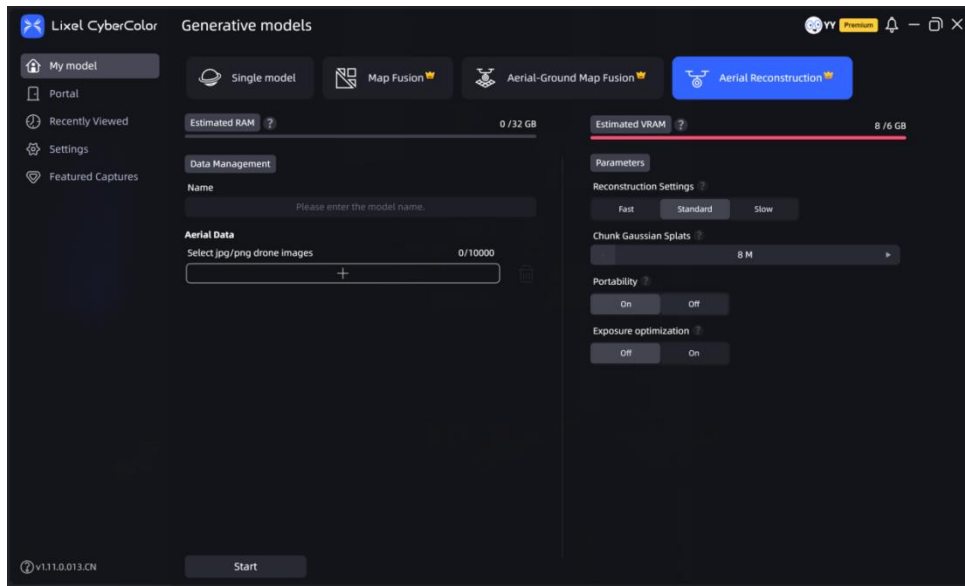 Lixel CyberColor
Generative models
YY Premium
My model
Portal
Recently Viewed
Settings
Featured Captures
Single model
Map Fusion
Aerial-Ground Map Fusion
Aerial Reconstruction
Estimated RAM ?
0 /32 GB
Data Management
Name
Please enter the model name.
Aerial Data
Select jpg/png drone images
0/10000
+
Estimated VRAM ?
8 /6 GB
Parameters
Reconstruction Settings ?
Fast Standard Slow
Chunk Gaussian Splats ?
8 M
Portability ?
On Off
Exposure optimization ?
Off On
? v1.11.0.013.CN
Start